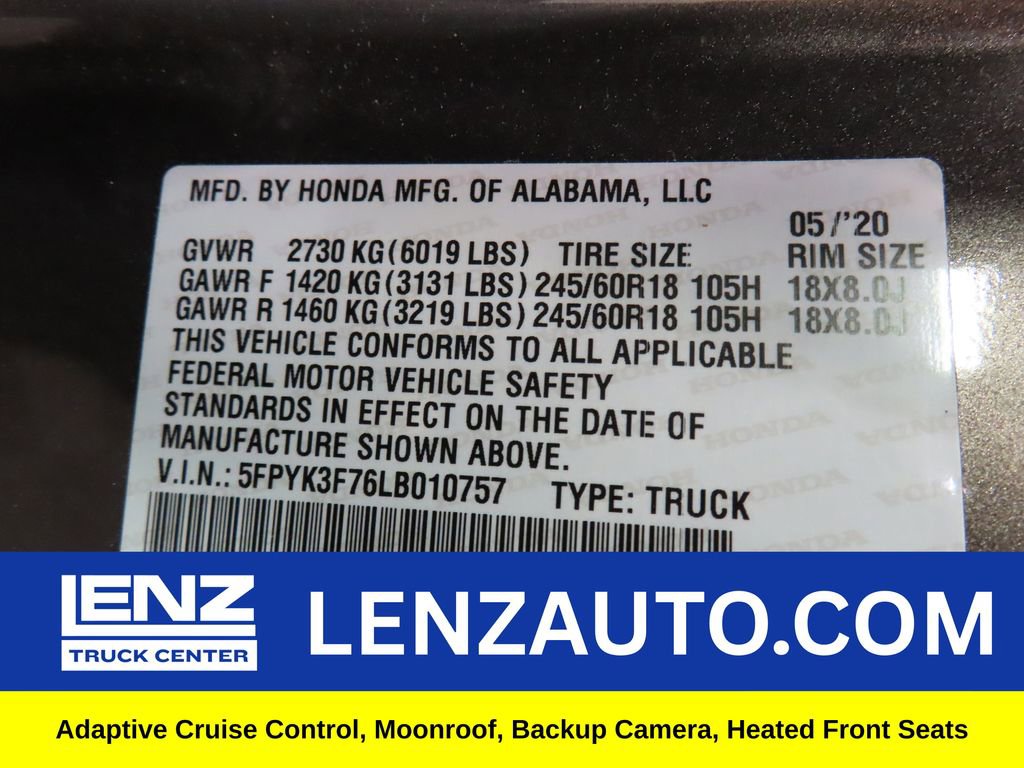 MFD. BY HONDA MFG. OF ALABAMA, LLC
05/'20
GVWR 2730 KG (6019 LBS) TIRE SIZE RIM SIZE
GAWR F 1420 KG (3131 LBS) 245/60R18 105H 18X8.0J
GAWR R 1460 KG (3219 LBS) 245/60R18 105H 18X8.0J
THIS VEHICLE CONFORMS TO ALL APPLICABLE
FEDERAL MOTOR VEHICLE SAFETY
STANDARDS IN EFFECT ON THE DATE OF
MANUFACTURE SHOWN ABOVE.
V.I.N.: 5FPYK3F76LB010757 TYPE: TRUCK
LENZ
TRUCK CENTER
LENZAUTO.COM
Adaptive Cruise Control, Moonroof, Backup Camera, Heated Front Seats